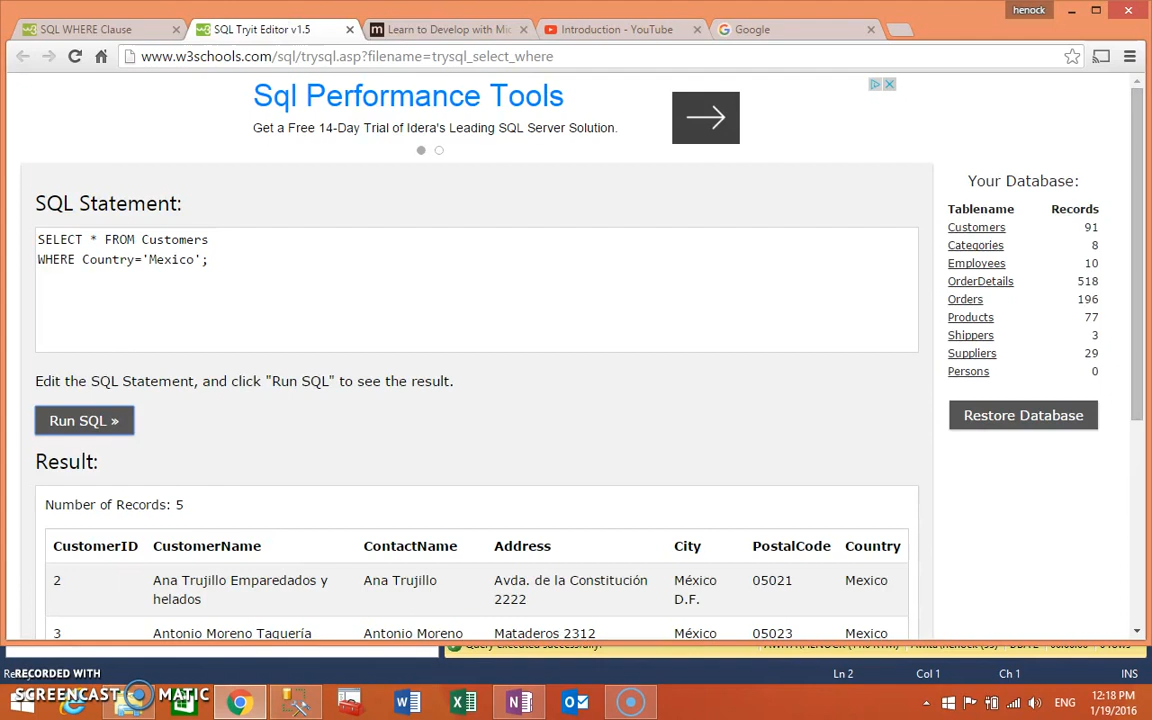 henock
SQL WHERE Clause
SQL Tryit Editor v1.5
Learn to Develop with Mic
Introduction - YouTube
Google
www.w3schools.com/sql/trysql.asp?filename=trysql_select_where
Sql Performance Tools
Get a Free 14-Day Trial of Idera's Leading SQL Server Solution.
SQL Statement:
SELECT * FROM Customers
WHERE Country='Mexico';
Edit the SQL Statement, and click "Run SQL" to see the result.
Run SQL »
Result:
Number of Records: 5
CustomerID CustomerName ContactName Address City PostalCode Country
2 Ana Trujillo Emparedados y helados Ana Trujillo Avda. de la Constitución 2222 México D.F. 05021 Mexico
3 Antonio Moreno Taquería Antonio Moreno Mataderos 2312 México 05023 Mexico
Your Database:
Tablename Records
Customers 91
Categories 8
Employees 10
OrderDetails 518
Orders 196
Products 77
Shippers 3
Suppliers 29
Persons 0
Restore Database
Query executed successfully.
Ln 2 Col 1 Ch 1 INS
RECORDED WITH
SCREENCAST MATIC
ENG
12:18 PM
1/19/2016